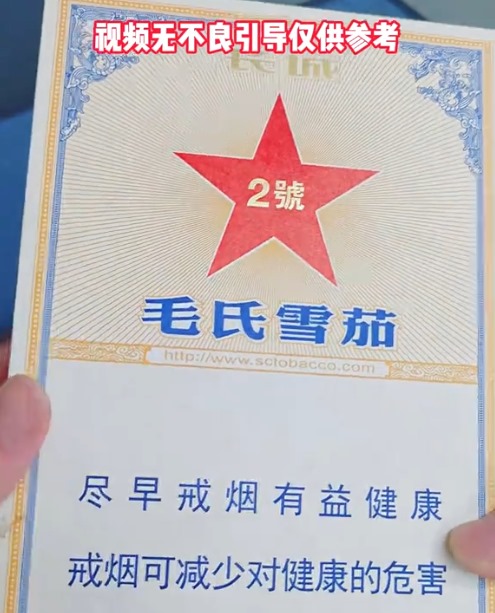 视频无不良引导仅供参考
长城
2號
毛氏雪茄
http://www.sctobacco.com
尽早戒烟有益健康
戒烟可减少对健康的危害